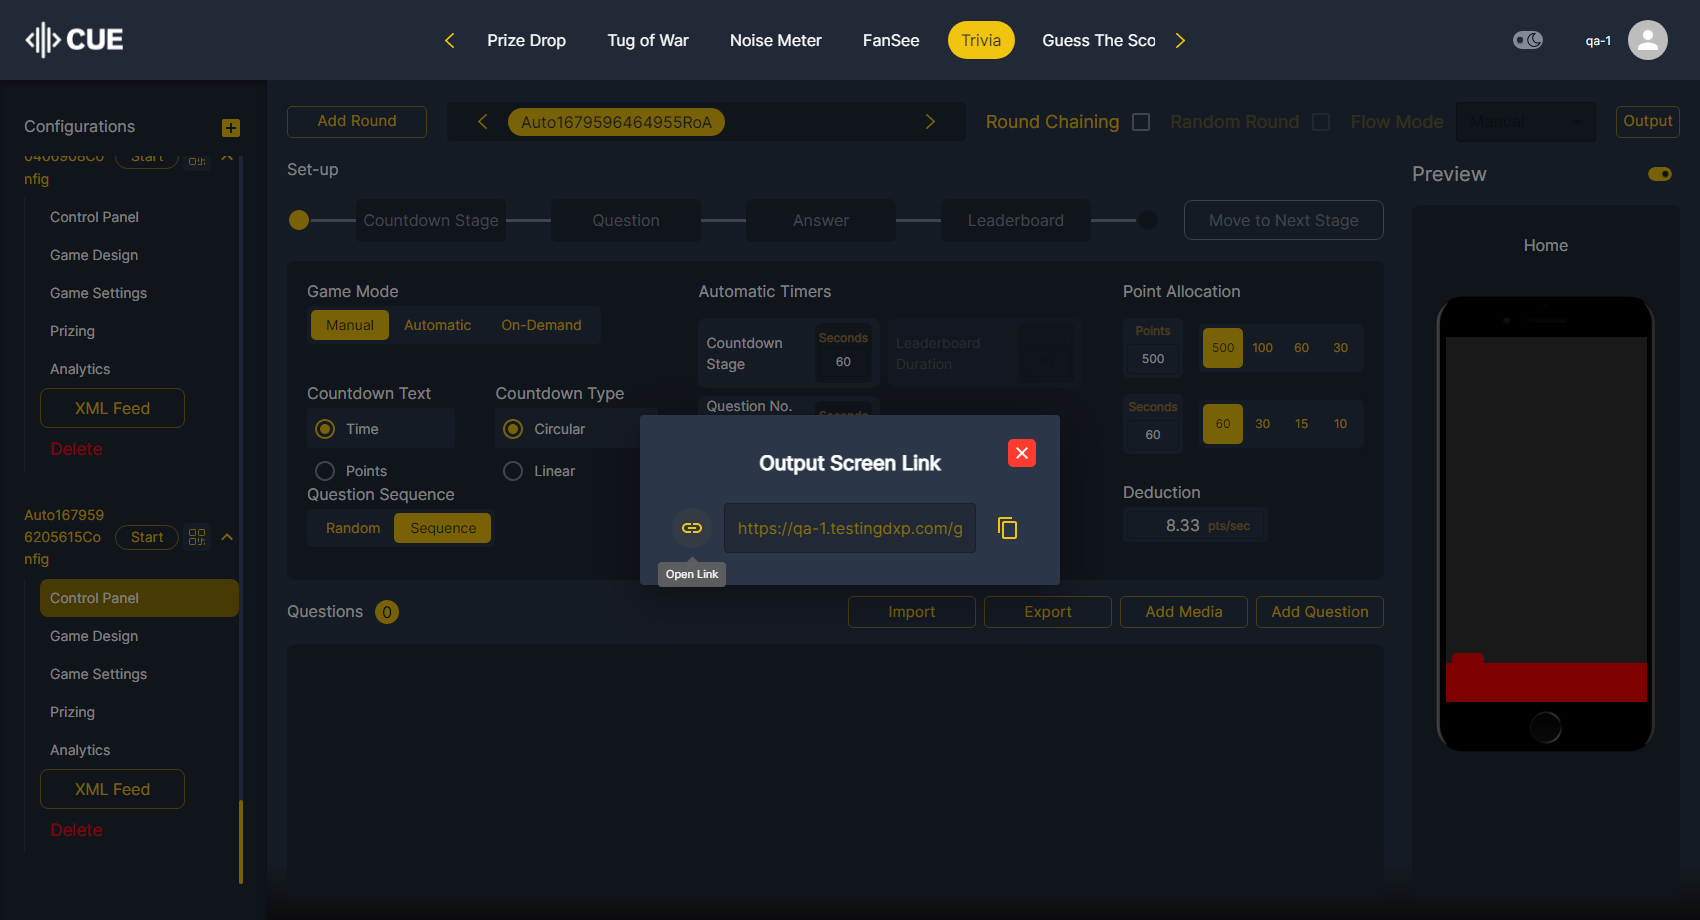 CUE
Prize Drop
Tug of War
Noise Meter
FanSee
Trivia
Guess The Sco
qa-1
Configurations
0406908Co
nfig
Start
Control Panel
Game Design
Game Settings
Prizing
Analytics
XML Feed
Delete
Auto167959
6205615Co
nfig
Start
Control Panel
Game Design
Game Settings
Prizing
Analytics
XML Feed
Delete
Add Round
Auto1679596464955RoA
Round Chaining
Random Round
Flow Mode
Manual
Output
Set-up
Countdown Stage
Question
Answer
Leaderboard
Move to Next Stage
Game Mode
Manual
Automatic
On-Demand
Countdown Text
Time
Points
Countdown Type
Circular
Linear
Question Sequence
Random
Sequence
Automatic Timers
Countdown
Stage
Seconds
60
Leaderboard
Duration
Question No.
Seconds
Point Allocation
Points
500
500
100
60
30
Seconds
60
60
30
15
10
Deduction
8.33 pts/sec
Output Screen Link
https://qa-1.testingdxp.com/g
Open Link
Questions
0
Import
Export
Add Media
Add Question
Preview
Home